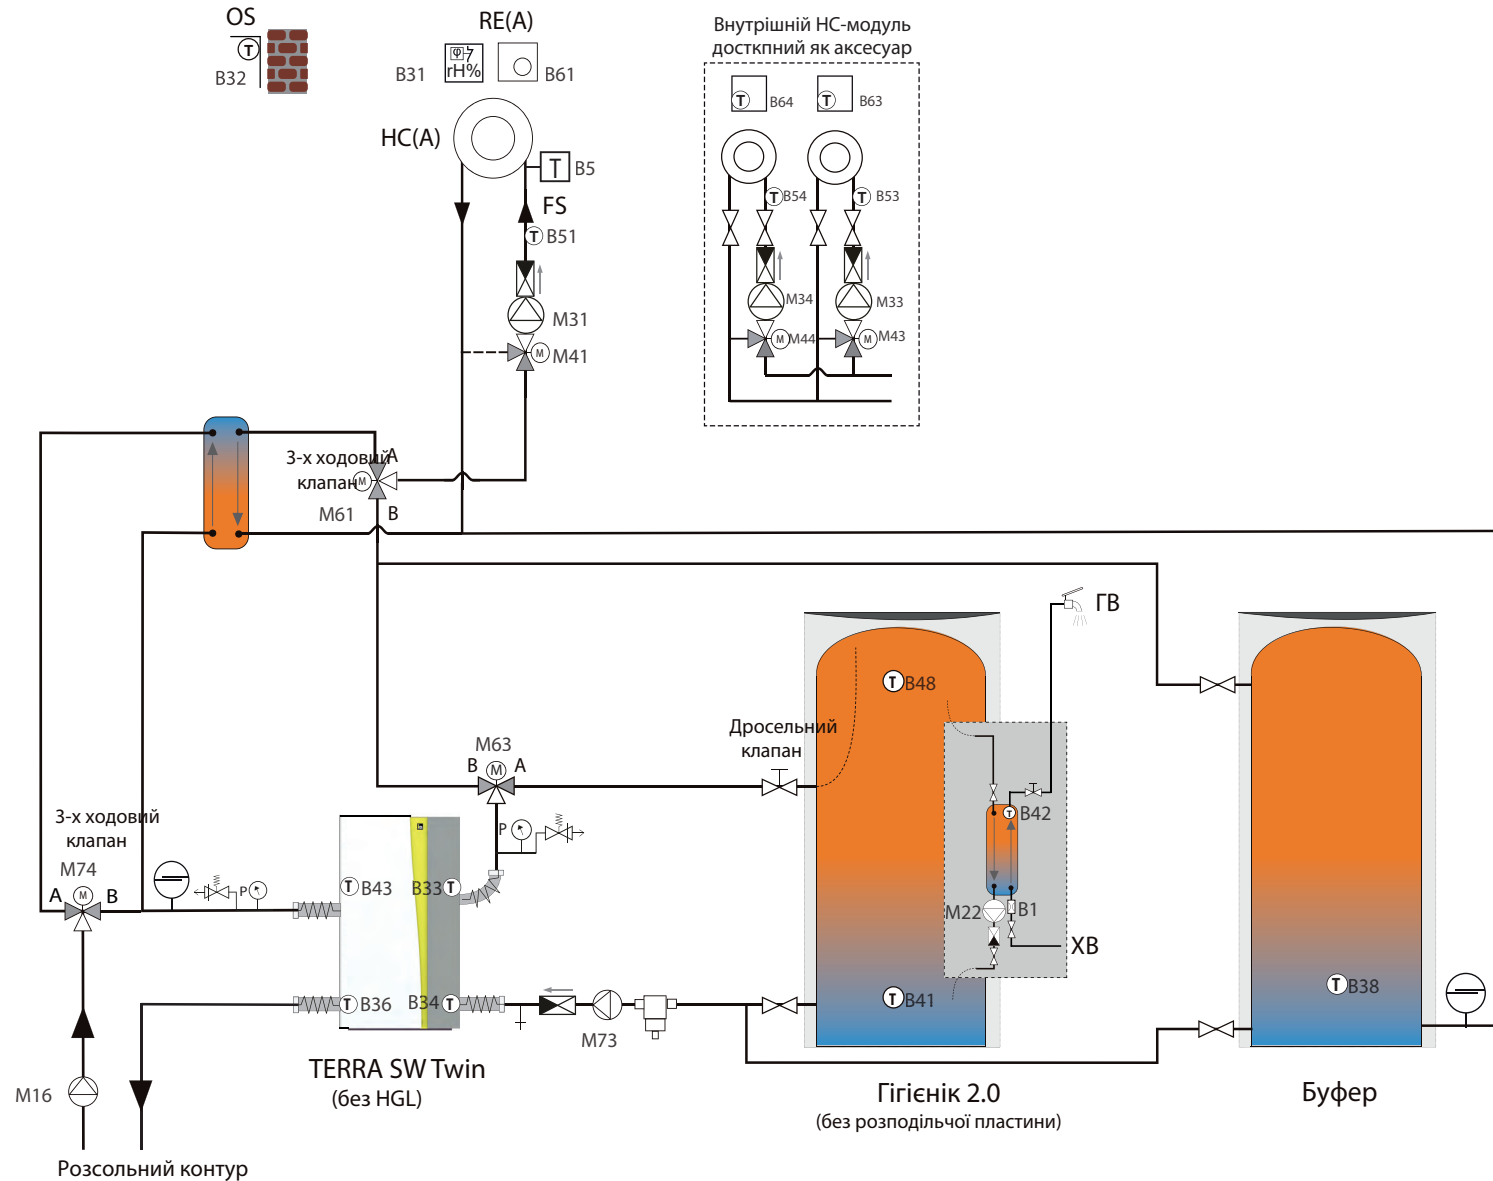 OS
T
B32
RE(A)
B31
rH%
B61
HC(A)
T
B5
FS
T
B51
M31
M
M41
Внутрішній НС-модуль
досткпний як аксесуар
T
B64
T
B63
T
B54
T
B53
M34
M33
M
M44
M
M43
3-х ходовий
клапан
A
M
M61
B
ГВ
T
B48
Дросельний
клапан
M63
B
M
A
T
B42
3-х ходовий
клапан
M74
A
M
B
P
P
T
B43
B33
T
M22
B1
ХВ
T
B36
B34
T
M73
T
B41
T
B38
TERRA SW Twin
(без HGL)
M16
Гігієнік 2.0
(без розподільчої пластини)
Буфер
Розсольний контур